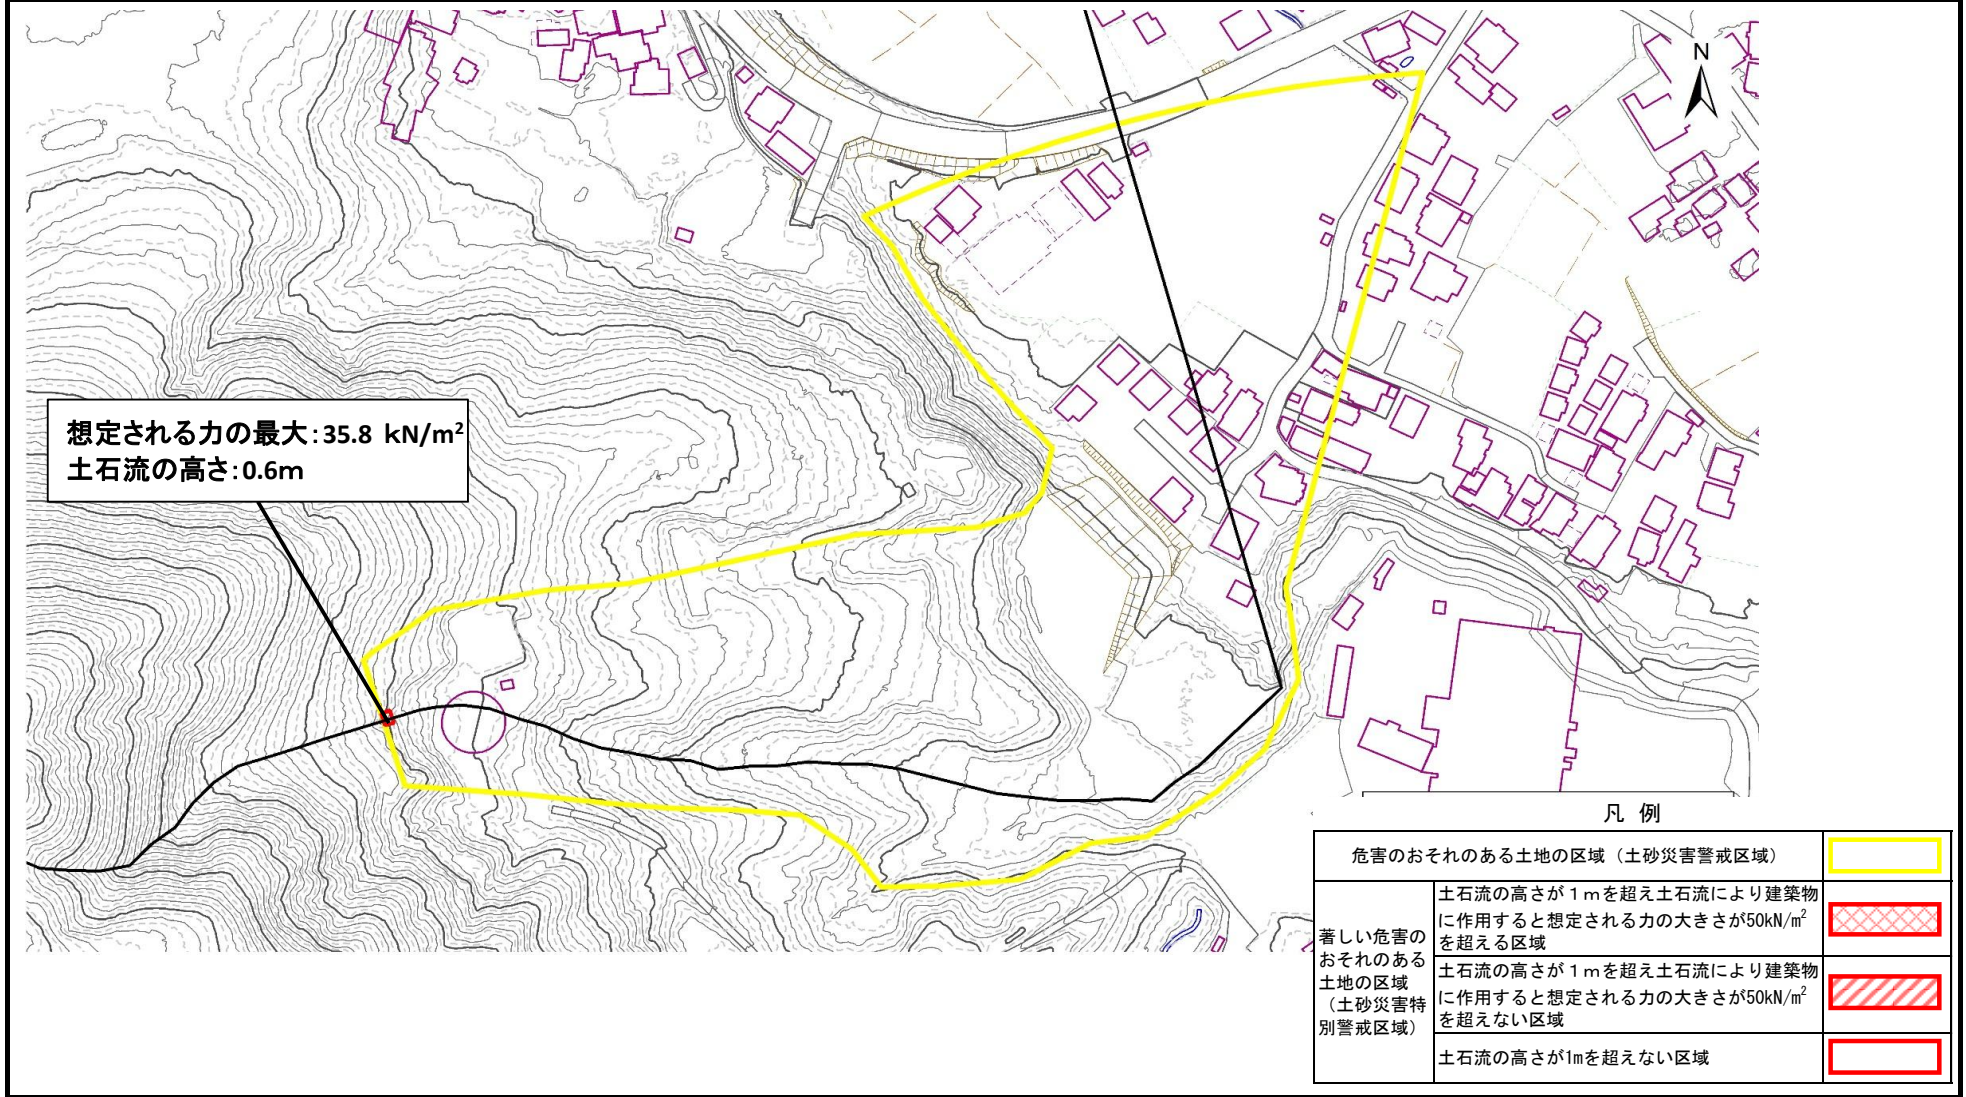 N
想定される力の最大:35.8 kN/m²
土石流の高さ:0.6m
凡 例
危害のおそれのある土地の区域（土砂災害警戒区域）
著しい危害の
おそれのある
土地の区域
（土砂災害特
別警戒区域）
土石流の高さが１ｍを超え土石流により建築物
に作用すると想定される力の大きさが50kN/m²
を超える区域
土石流の高さが１ｍを超え土石流により建築物
に作用すると想定される力の大きさが50kN/m²
を超えない区域
土石流の高さが1mを超えない区域